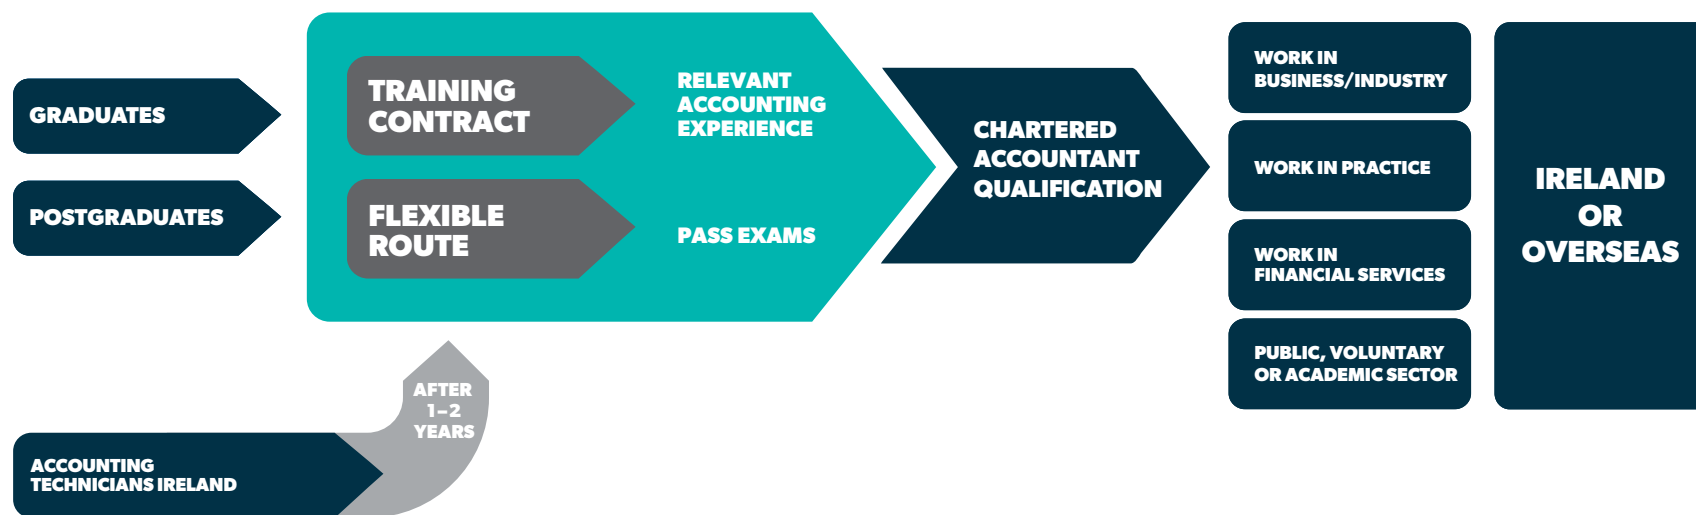 GRADUATES
POSTGRADUATES
TRAINING
CONTRACT
FLEXIBLE
ROUTE
RELEVANT
ACCOUNTING
EXPERIENCE
PASS EXAMS
AFTER
1–2
YEARS
ACCOUNTING
TECHNICIANS IRELAND
CHARTERED
ACCOUNTANT
QUALIFICATION
WORK IN
BUSINESS/INDUSTRY
WORK IN PRACTICE
WORK IN
FINANCIAL SERVICES
PUBLIC, VOLUNTARY
OR ACADEMIC SECTOR
IRELAND
OR
OVERSEAS